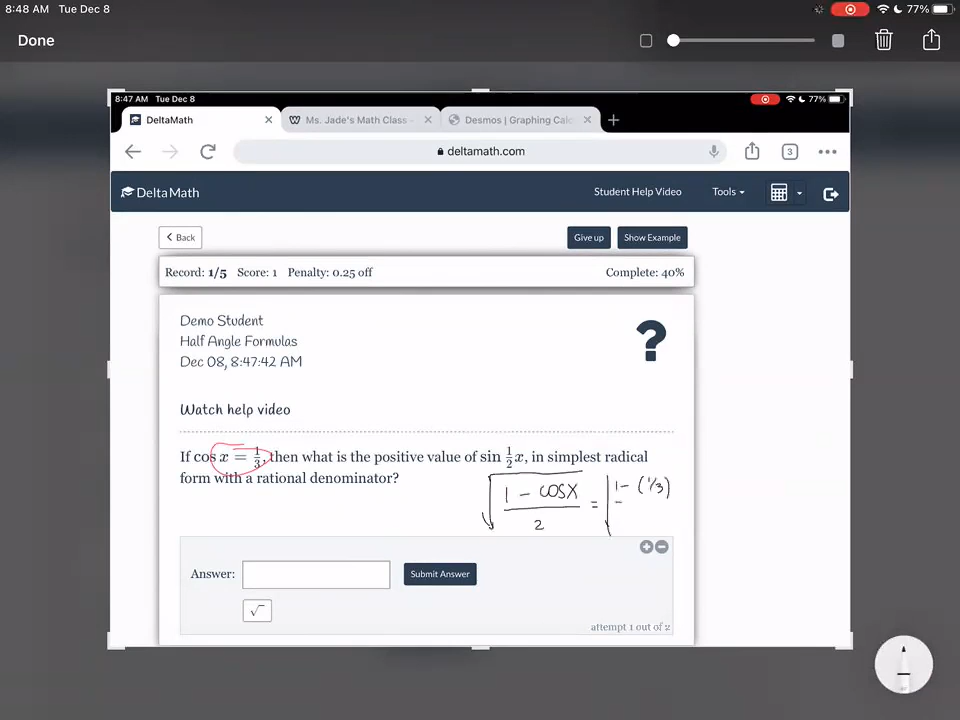 8:48 AM Tue Dec 8 77%
Done
8:47 AM Tue Dec 8 77%
DeltaMath Ms. Jade's Math Class - Desmos | Graphing Calc
deltamath.com 3
DeltaMath Student Help Video Tools
Back Give up Show Example
Record: 1/5 Score: 1 Penalty: 0.25 off Complete: 40%
Demo Student
Half Angle Formulas
Dec 08, 8:47:42 AM
?
Watch help video
If cos x = 1/3, then what is the positive value of sin 1/2 x, in simplest radical
form with a rational denominator?
√((1 - cosx)/2) = √(1 - (1/3)
Answer: Submit Answer
√
attempt 1 out of 2